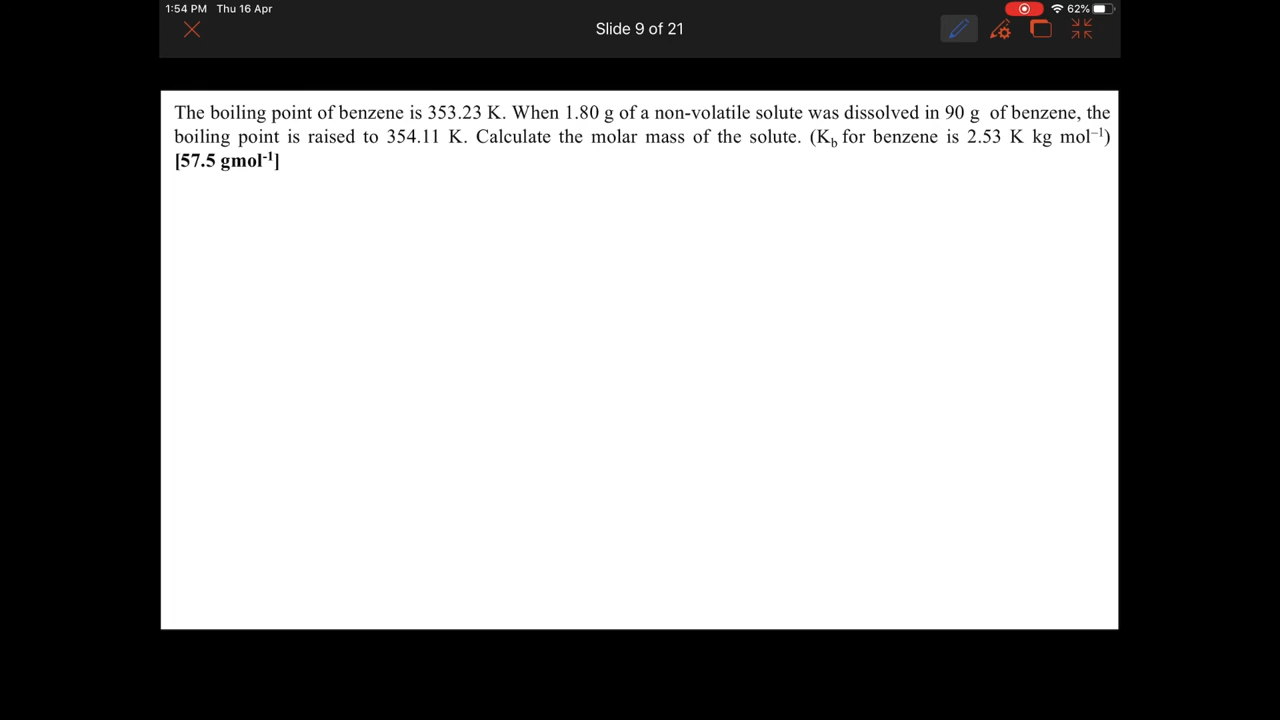 1:54 PM Thu 16 Apr
62%
Slide 9 of 21
The boiling point of benzene is 353.23 K. When 1.80 g of a non-volatile solute was dissolved in 90 g of benzene, the
boiling point is raised to 354.11 K. Calculate the molar mass of the solute. (K_b for benzene is 2.53 K kg mol⁻¹)
[57.5 gmol⁻¹]